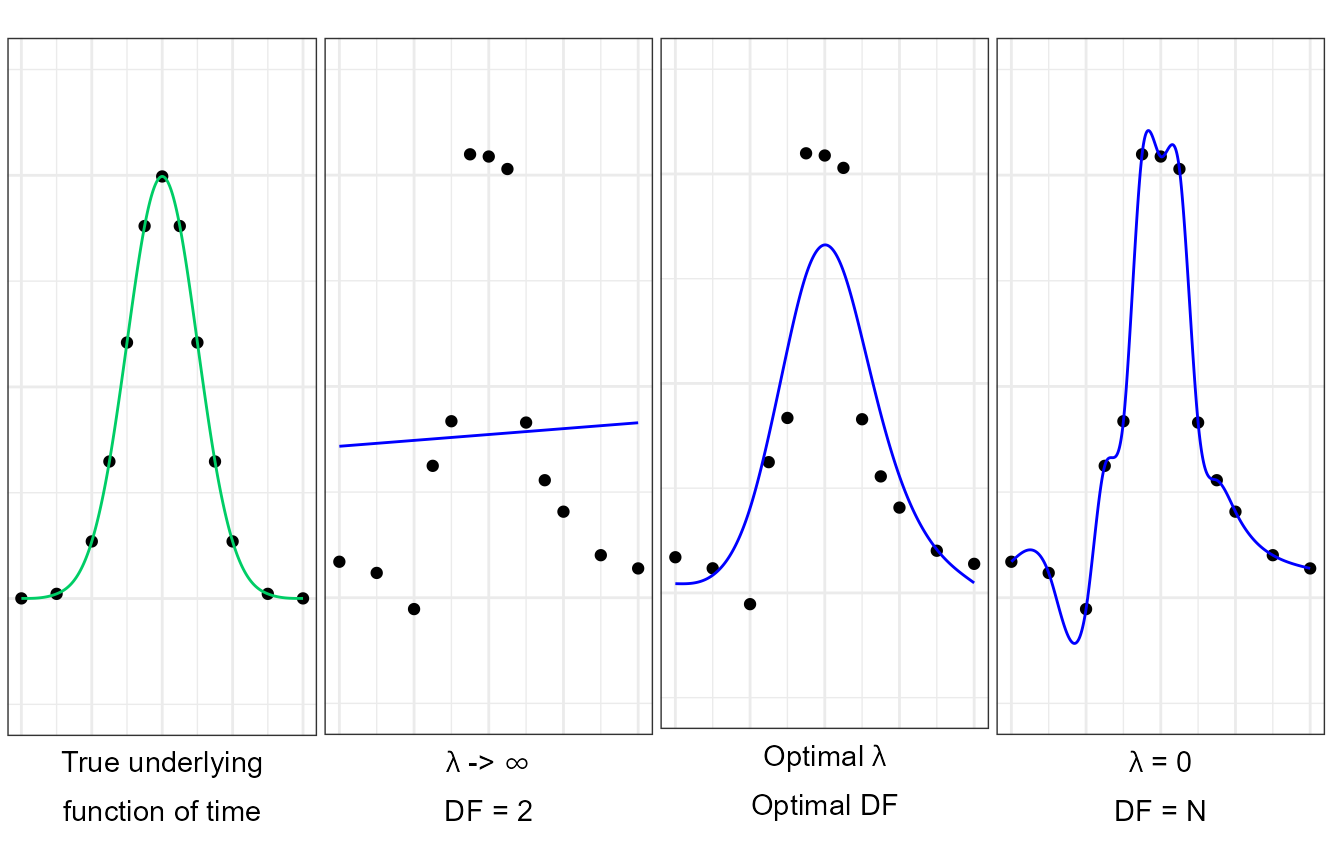 True underlying
function of time
λ -> ∞
DF = 2
Optimal λ
Optimal DF
λ = 0
DF = N